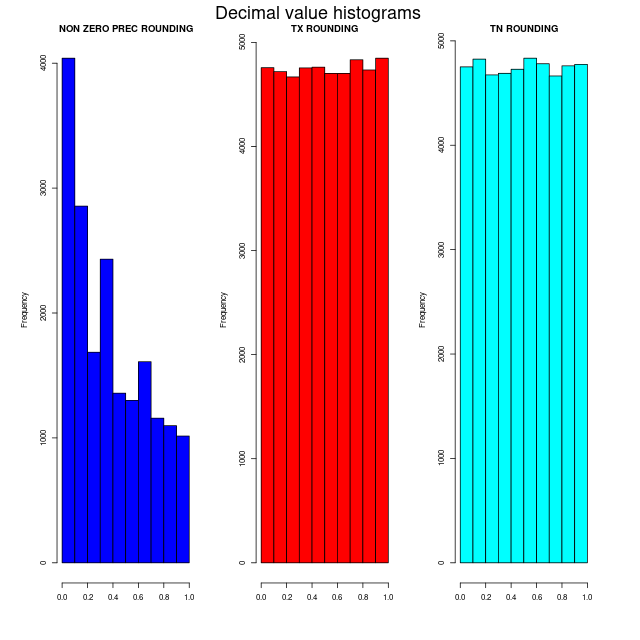 Decimal value histograms
NON ZERO PREC ROUNDING
Frequency
4000
3000
2000
1000
0
0.0 0.2 0.4 0.6 0.8 1.0
TX ROUNDING
Frequency
5000
4000
3000
2000
1000
0
0.0 0.2 0.4 0.6 0.8 1.0
TN ROUNDING
Frequency
5000
4000
3000
2000
1000
0
0.0 0.2 0.4 0.6 0.8 1.0